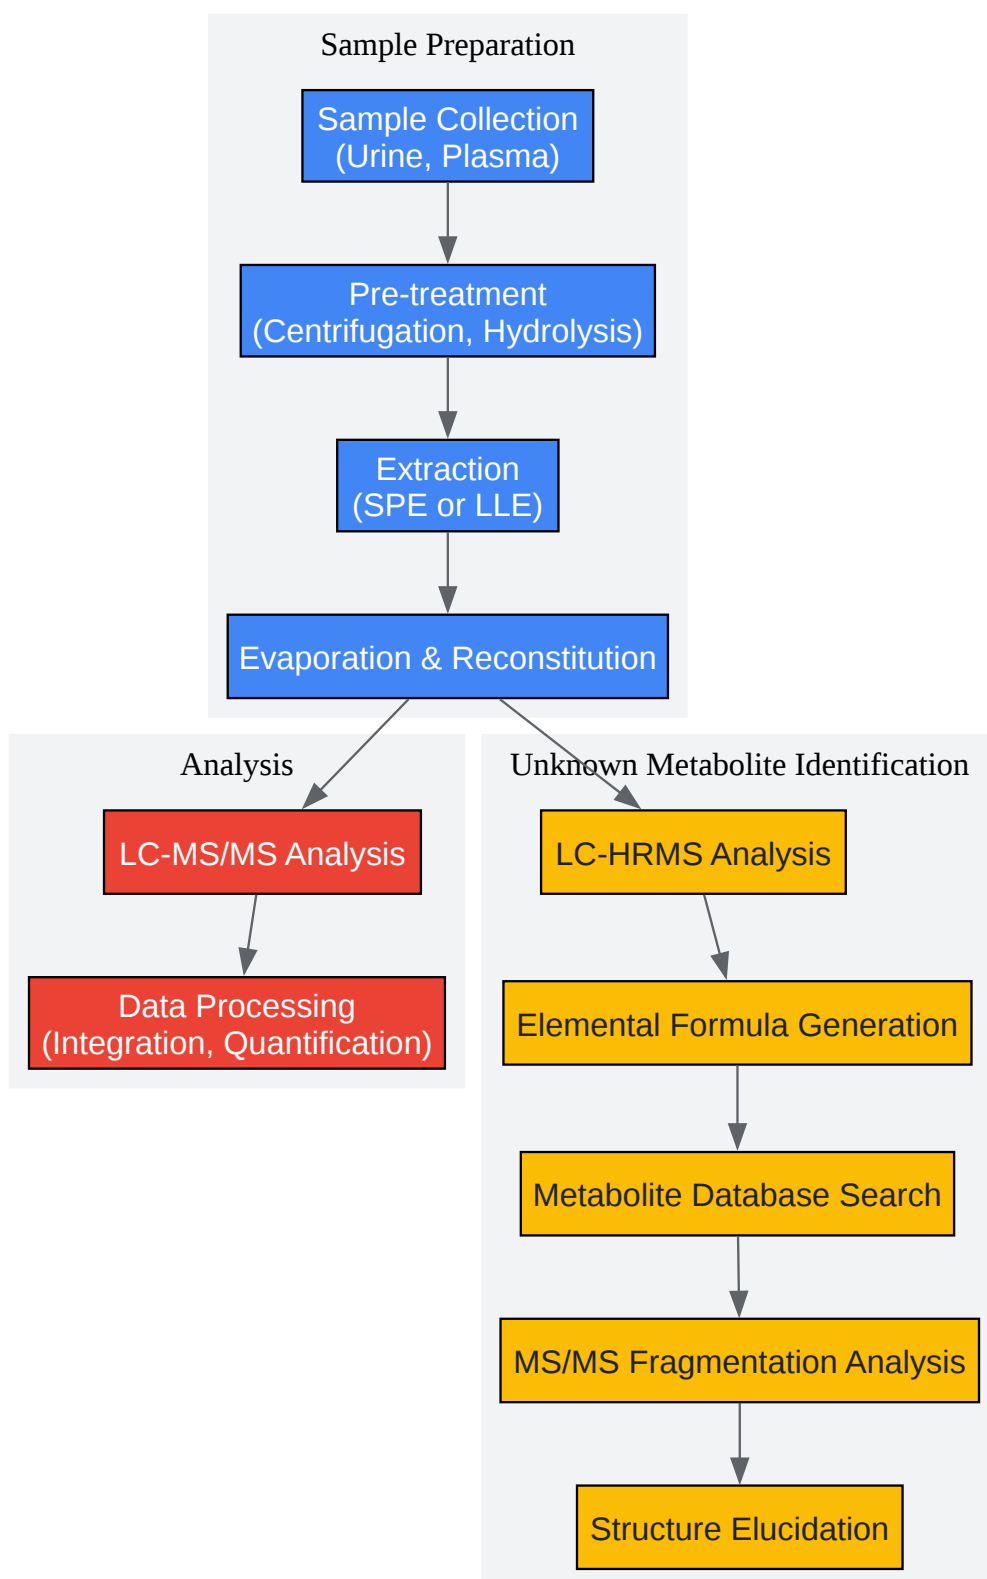 Sample Preparation
Sample Collection
(Urine, Plasma)
Pre-treatment
(Centrifugation, Hydrolysis)
Extraction
(SPE or LLE)
Evaporation & Reconstitution
Analysis
LC-MS/MS Analysis
Data Processing
(Integration, Quantification)
Unknown Metabolite Identification
LC-HRMS Analysis
Elemental Formula Generation
Metabolite Database Search
MS/MS Fragmentation Analysis
Structure Elucidation